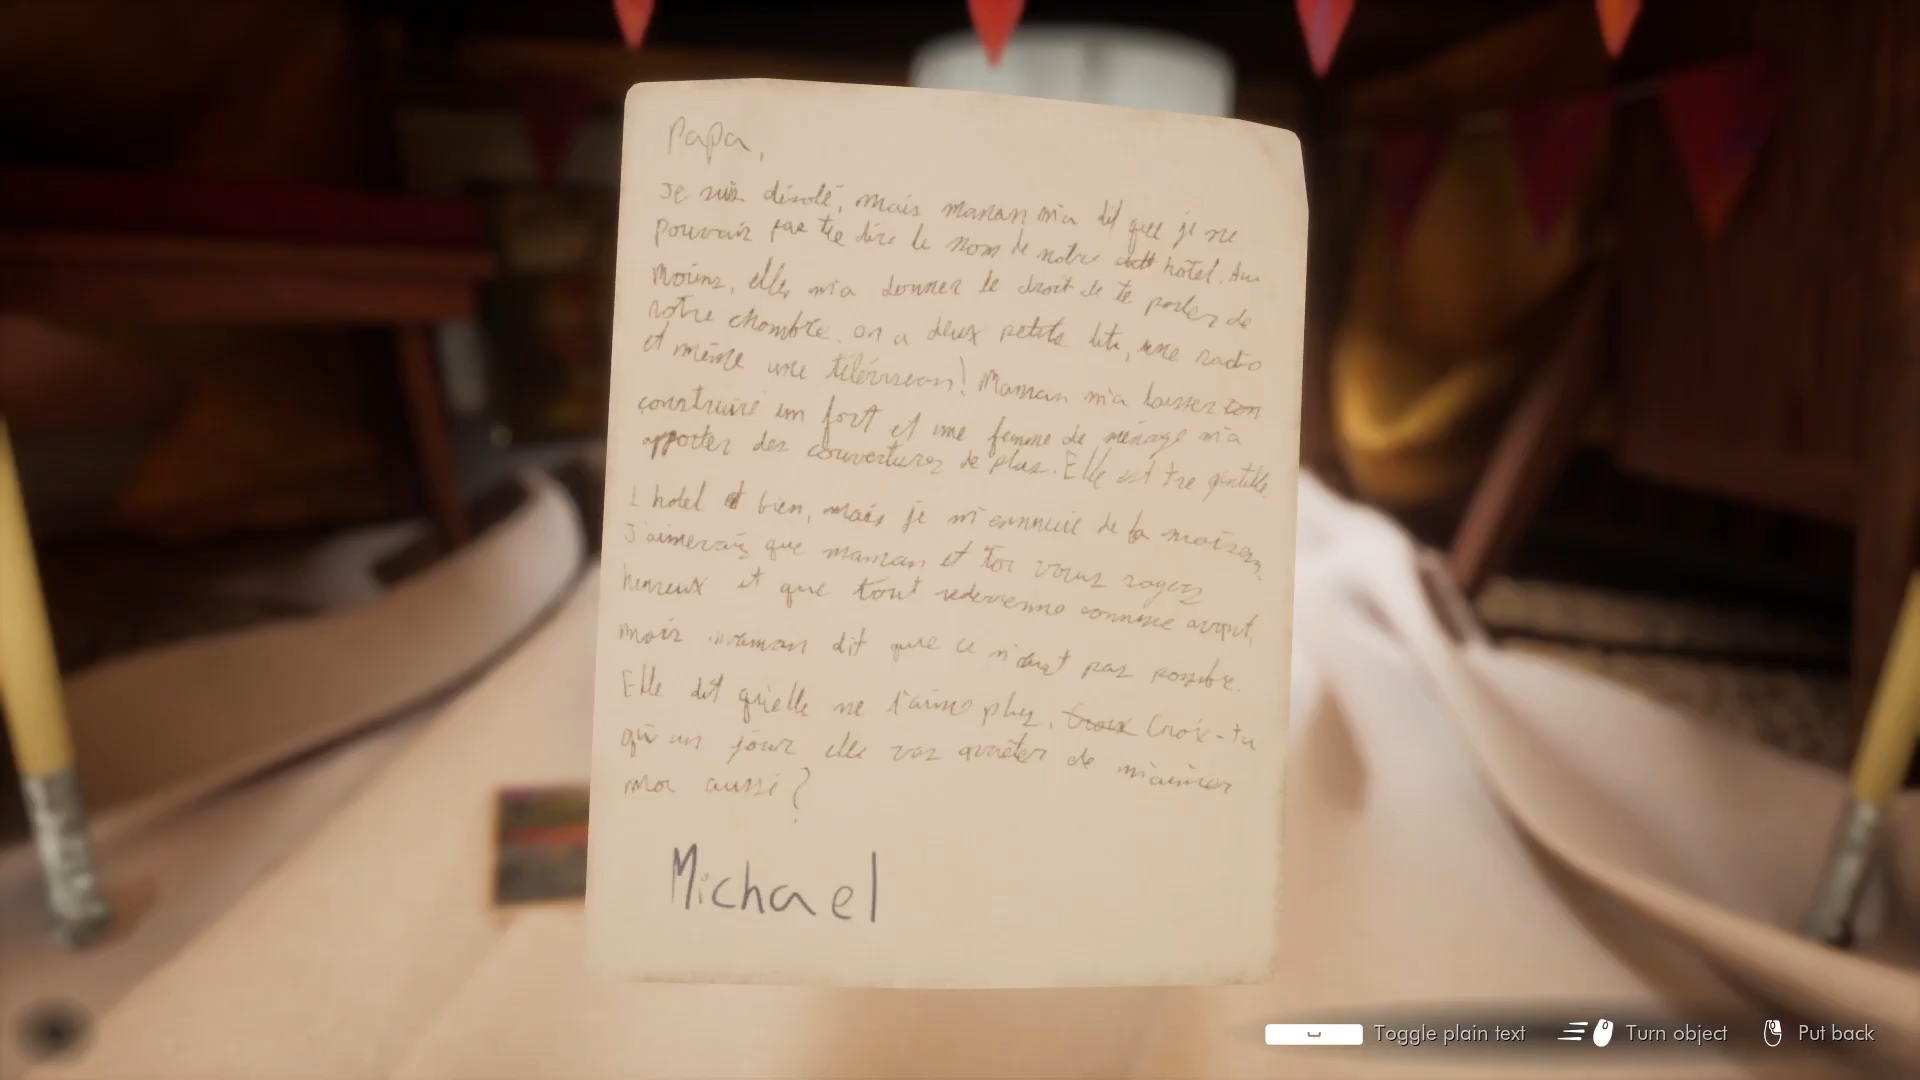 Papa,
Je suis désolé, mais maman m'a dit que je ne
pouvais pas te dire le nom de notre hotel. Au
moins, elle m'a donner le droit de te parler de
notre chambre. on a deux petits lits, une radio
et même une télévision! Maman m'a laisser
construire un fort et une femme de ménage m'a
apporter des couvertures de plus. Elle est tre gentille.
L'hotel et bien, mais je m'ennuie de la maison.
J'aimerais que maman et toi vous soyez
heureux et que tout redevienne comme avant,
mais maman dit que ce n'est pas possible.
Elle dit qu'elle ne t'aime plus. Crois-tu
qu'un jour elle vas arrêter de m'aimer
moi aussi?
Michael
Toggle plain text Turn object Put back